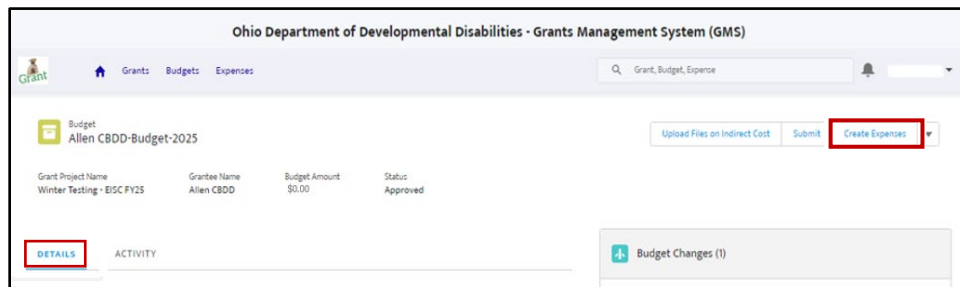 Ohio Department of Developmental Disabilities - Grants Management System (GMS)
Grant
Grants Budgets Expenses
Grant, Budget, Expense
Budget
Allen CBDD-Budget-2025
Upload Files on Indirect Cost Submit Create Expenses
Grant Project Name Grantee Name Budget Amount Status
Winter Testing - EISC FY25 Allen CBDD $0.00 Approved
DETAILS ACTIVITY
Budget Changes (1)